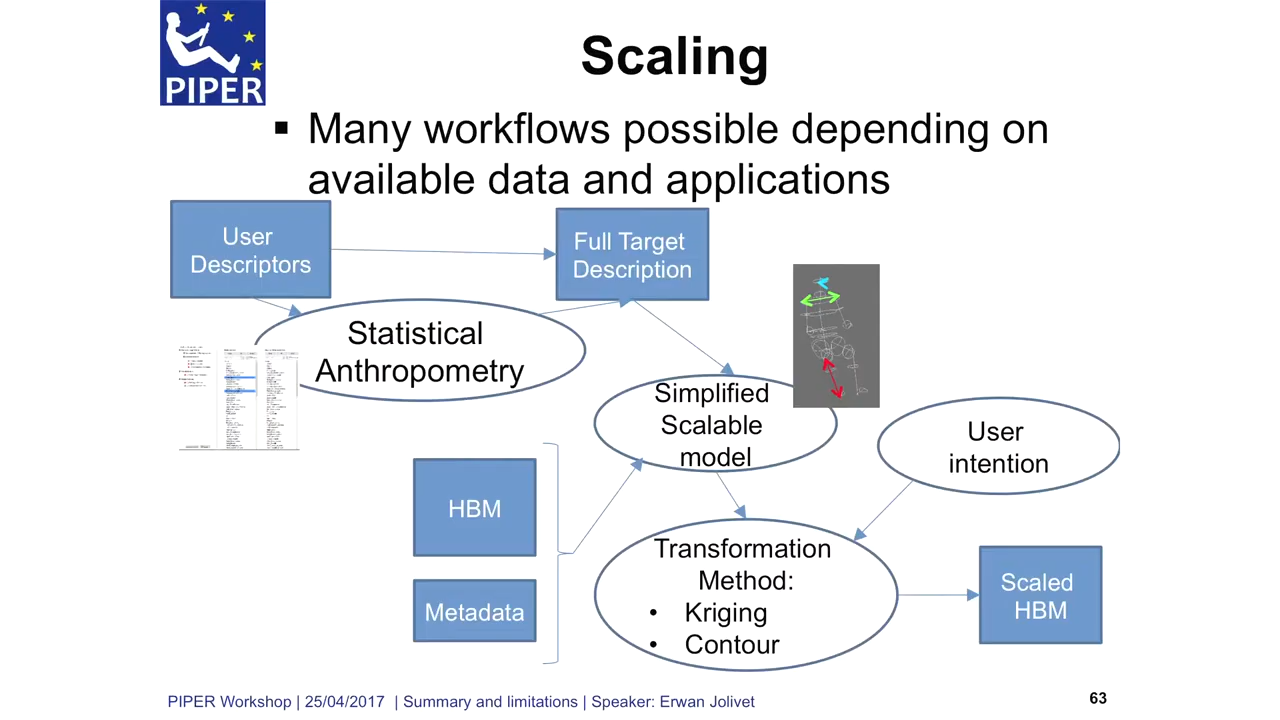 PIPER
Scaling
▪ Many workflows possible depending on
available data and applications
User
Descriptors
Full Target
Description
Statistical
Anthropometry
Simplified
Scalable
model
User
intention
HBM
Metadata
Transformation
Method:
• Kriging
• Contour
Scaled
HBM
PIPER Workshop | 25/04/2017 | Summary and limitations | Speaker: Erwan Jolivet
63